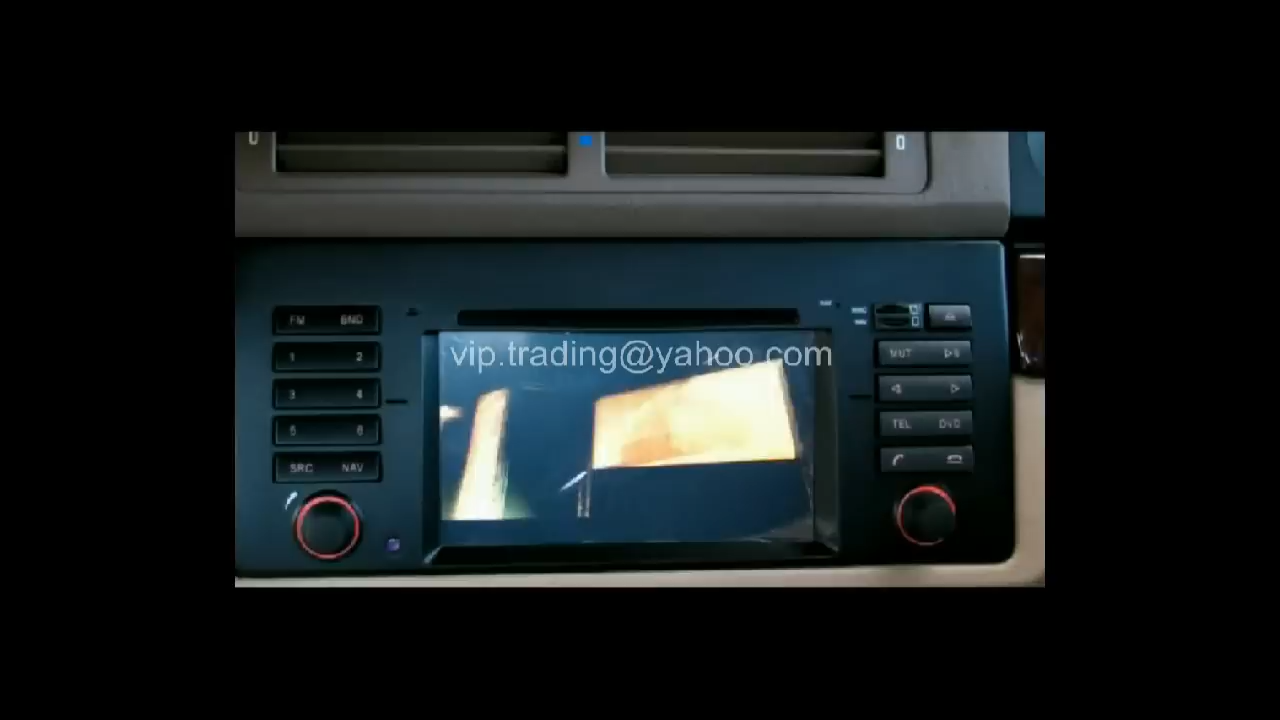 FM BND
1 2
3 4
5 6
SRC NAV
vip.trading@yahoo.com
MUT
TEL DVD